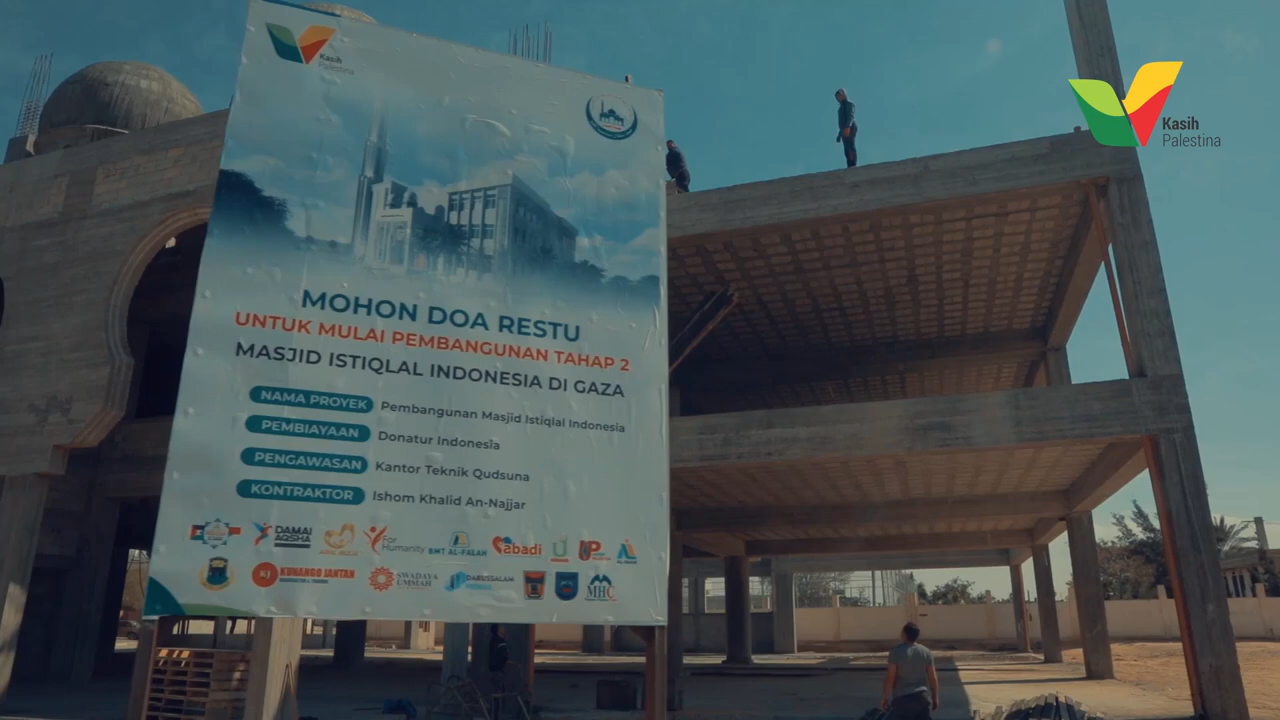 Kasih
Palestina
MOHON DOA RESTU
UNTUK MULAI PEMBANGUNAN TAHAP 2
MASJID ISTIQLAL INDONESIA DI GAZA
NAMA PROYEK Pembangunan Masjid Istiqlal Indonesia
PEMBIAYAAN Donatur Indonesia
PENGAWASAN Kantor Teknik Qudsuna
KONTRAKTOR Ishom Khalid An-Najjar
DAMAI
AQSHA
For
Humanity
BMT AL-FALAH
abadi
UP
KUNANGO JANTAN
SWADAYA
UMMAH
DARUSSALAM
MHC
Kasih
Palestina